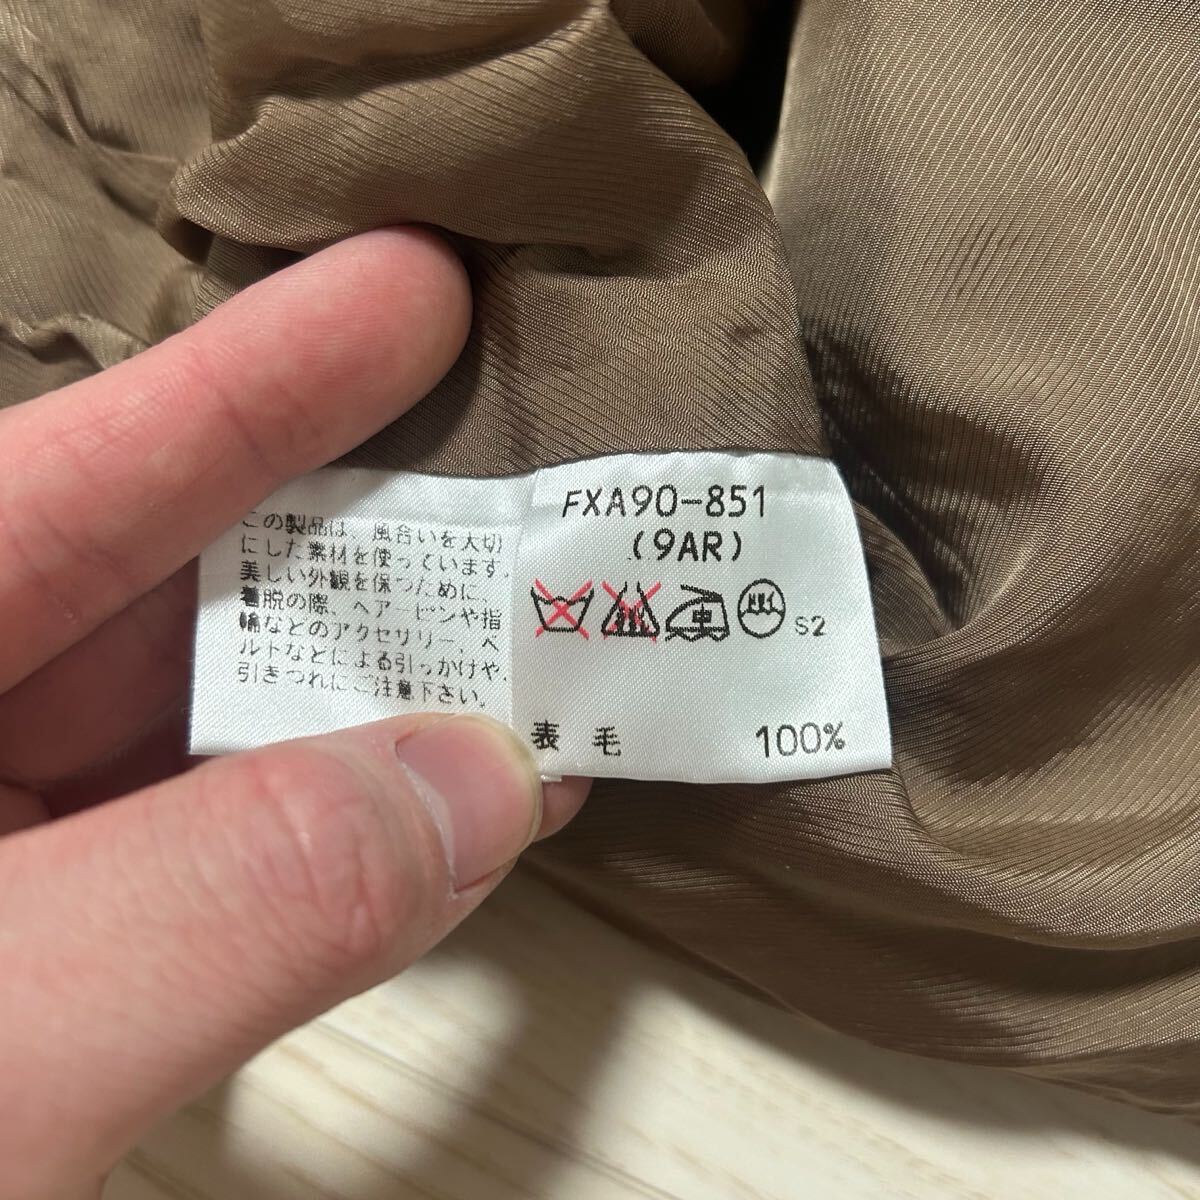 この製品は、風合いを大切
にした素材を使っています。
美しい外観を保つために、
着脱の際、ヘアーピンや指
輪などのアクセサリー、ベ
ルトなどによる引っかけや、
引きつれにご注意下さい。
FXA90-851
(9AR)
中
S2
表 毛 100%